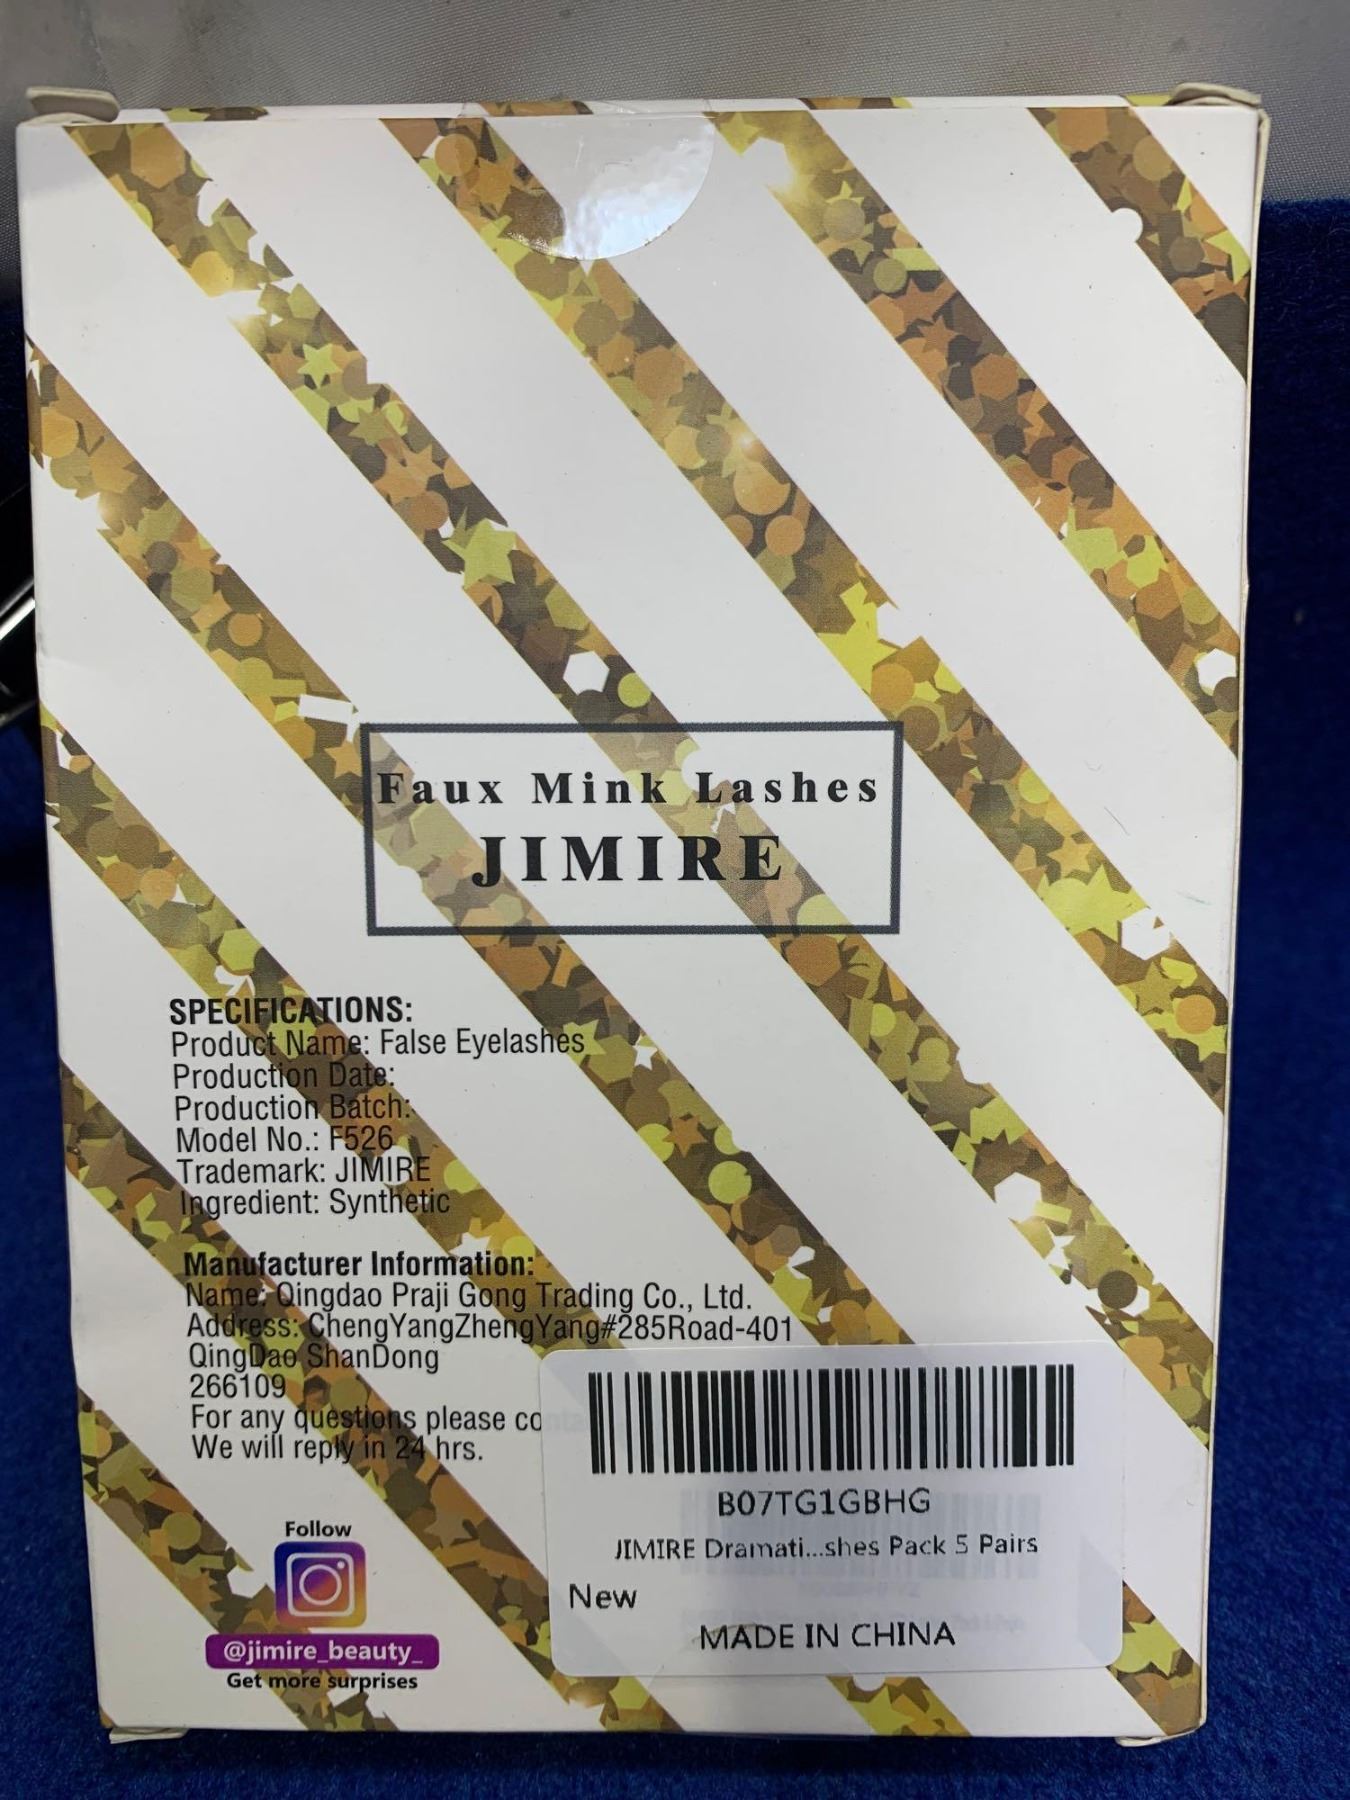 Faux Mink Lashes
JIMIRE
SPECIFICATIONS:
Product Name: False Eyelashes
Production Date:
Production Batch:
Model No.: F526
Trademark: JIMIRE
Ingredient: Synthetic
Manufacturer Information:
Name: Qingdao Praji Gong Trading Co., Ltd.
Address: ChengYangZhengYang#285Road-401
QingDao ShanDong
266109
For any questions please co
We will reply in 24 hrs.
Follow
@jimire_beauty_
Get more surprises
B07TG1GBHG
JIMIRE Dramati...shes Pack 5 Pairs
New
MADE IN CHINA